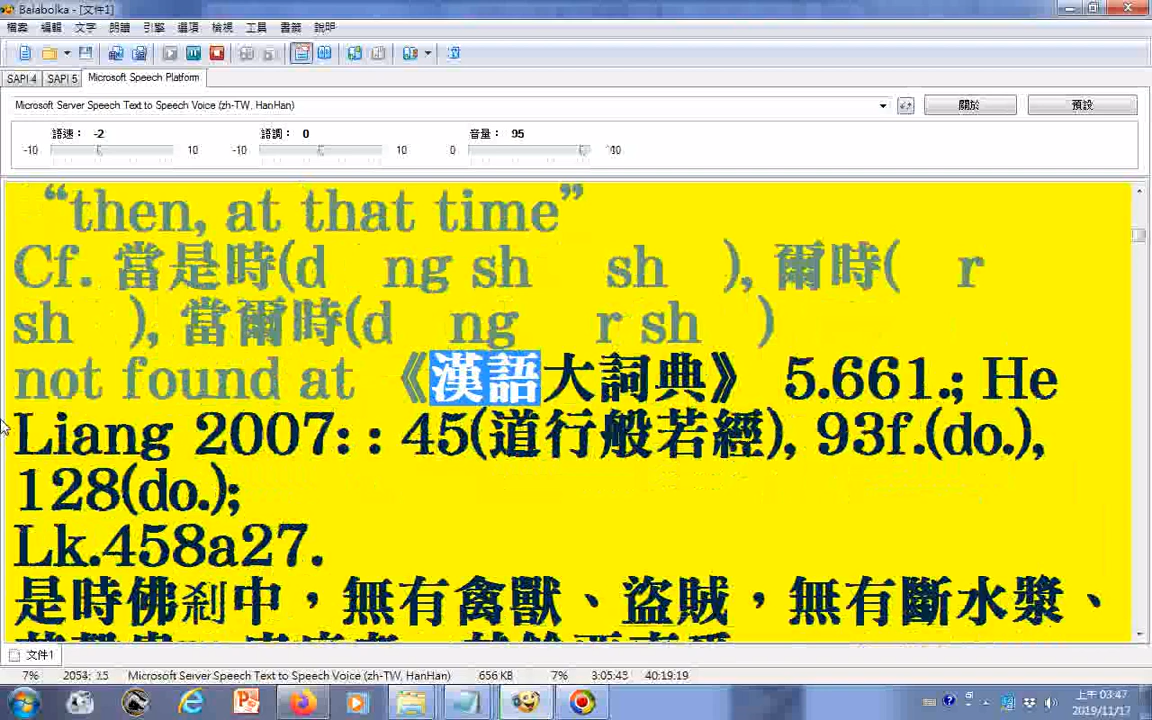 Balabolka - [文件1]
檔案 編輯 文字 朗讀 引擎 選項 檢視 工具 書籤 說明
SAPI 4 SAPI 5 Microsoft Speech Platform
Microsoft Server Speech Text to Speech Voice (zh-TW, HanHan) 關於 預設
語速： -2 語調： 0 音量： 95
-10 10 -10 10 0 100
“then, at that time”
Cf. 當是時(d ng sh sh ), 爾時( r
sh ), 當爾時(d ng r sh )
not found at 《漢語大詞典》 5.661.; He
Liang 2007: : 45(道行般若經), 93f.(do.),
128(do.);
Lk.458a27.
是時佛剎中，無有禽獸、盜賊，無有斷水漿、
文件1
7% 2054: 15 Microsoft Server Speech Text to Speech Voice (zh-TW, HanHan) 656 KB 7% 3:05:43 40:19:19
上午 03:47
2019/11/17